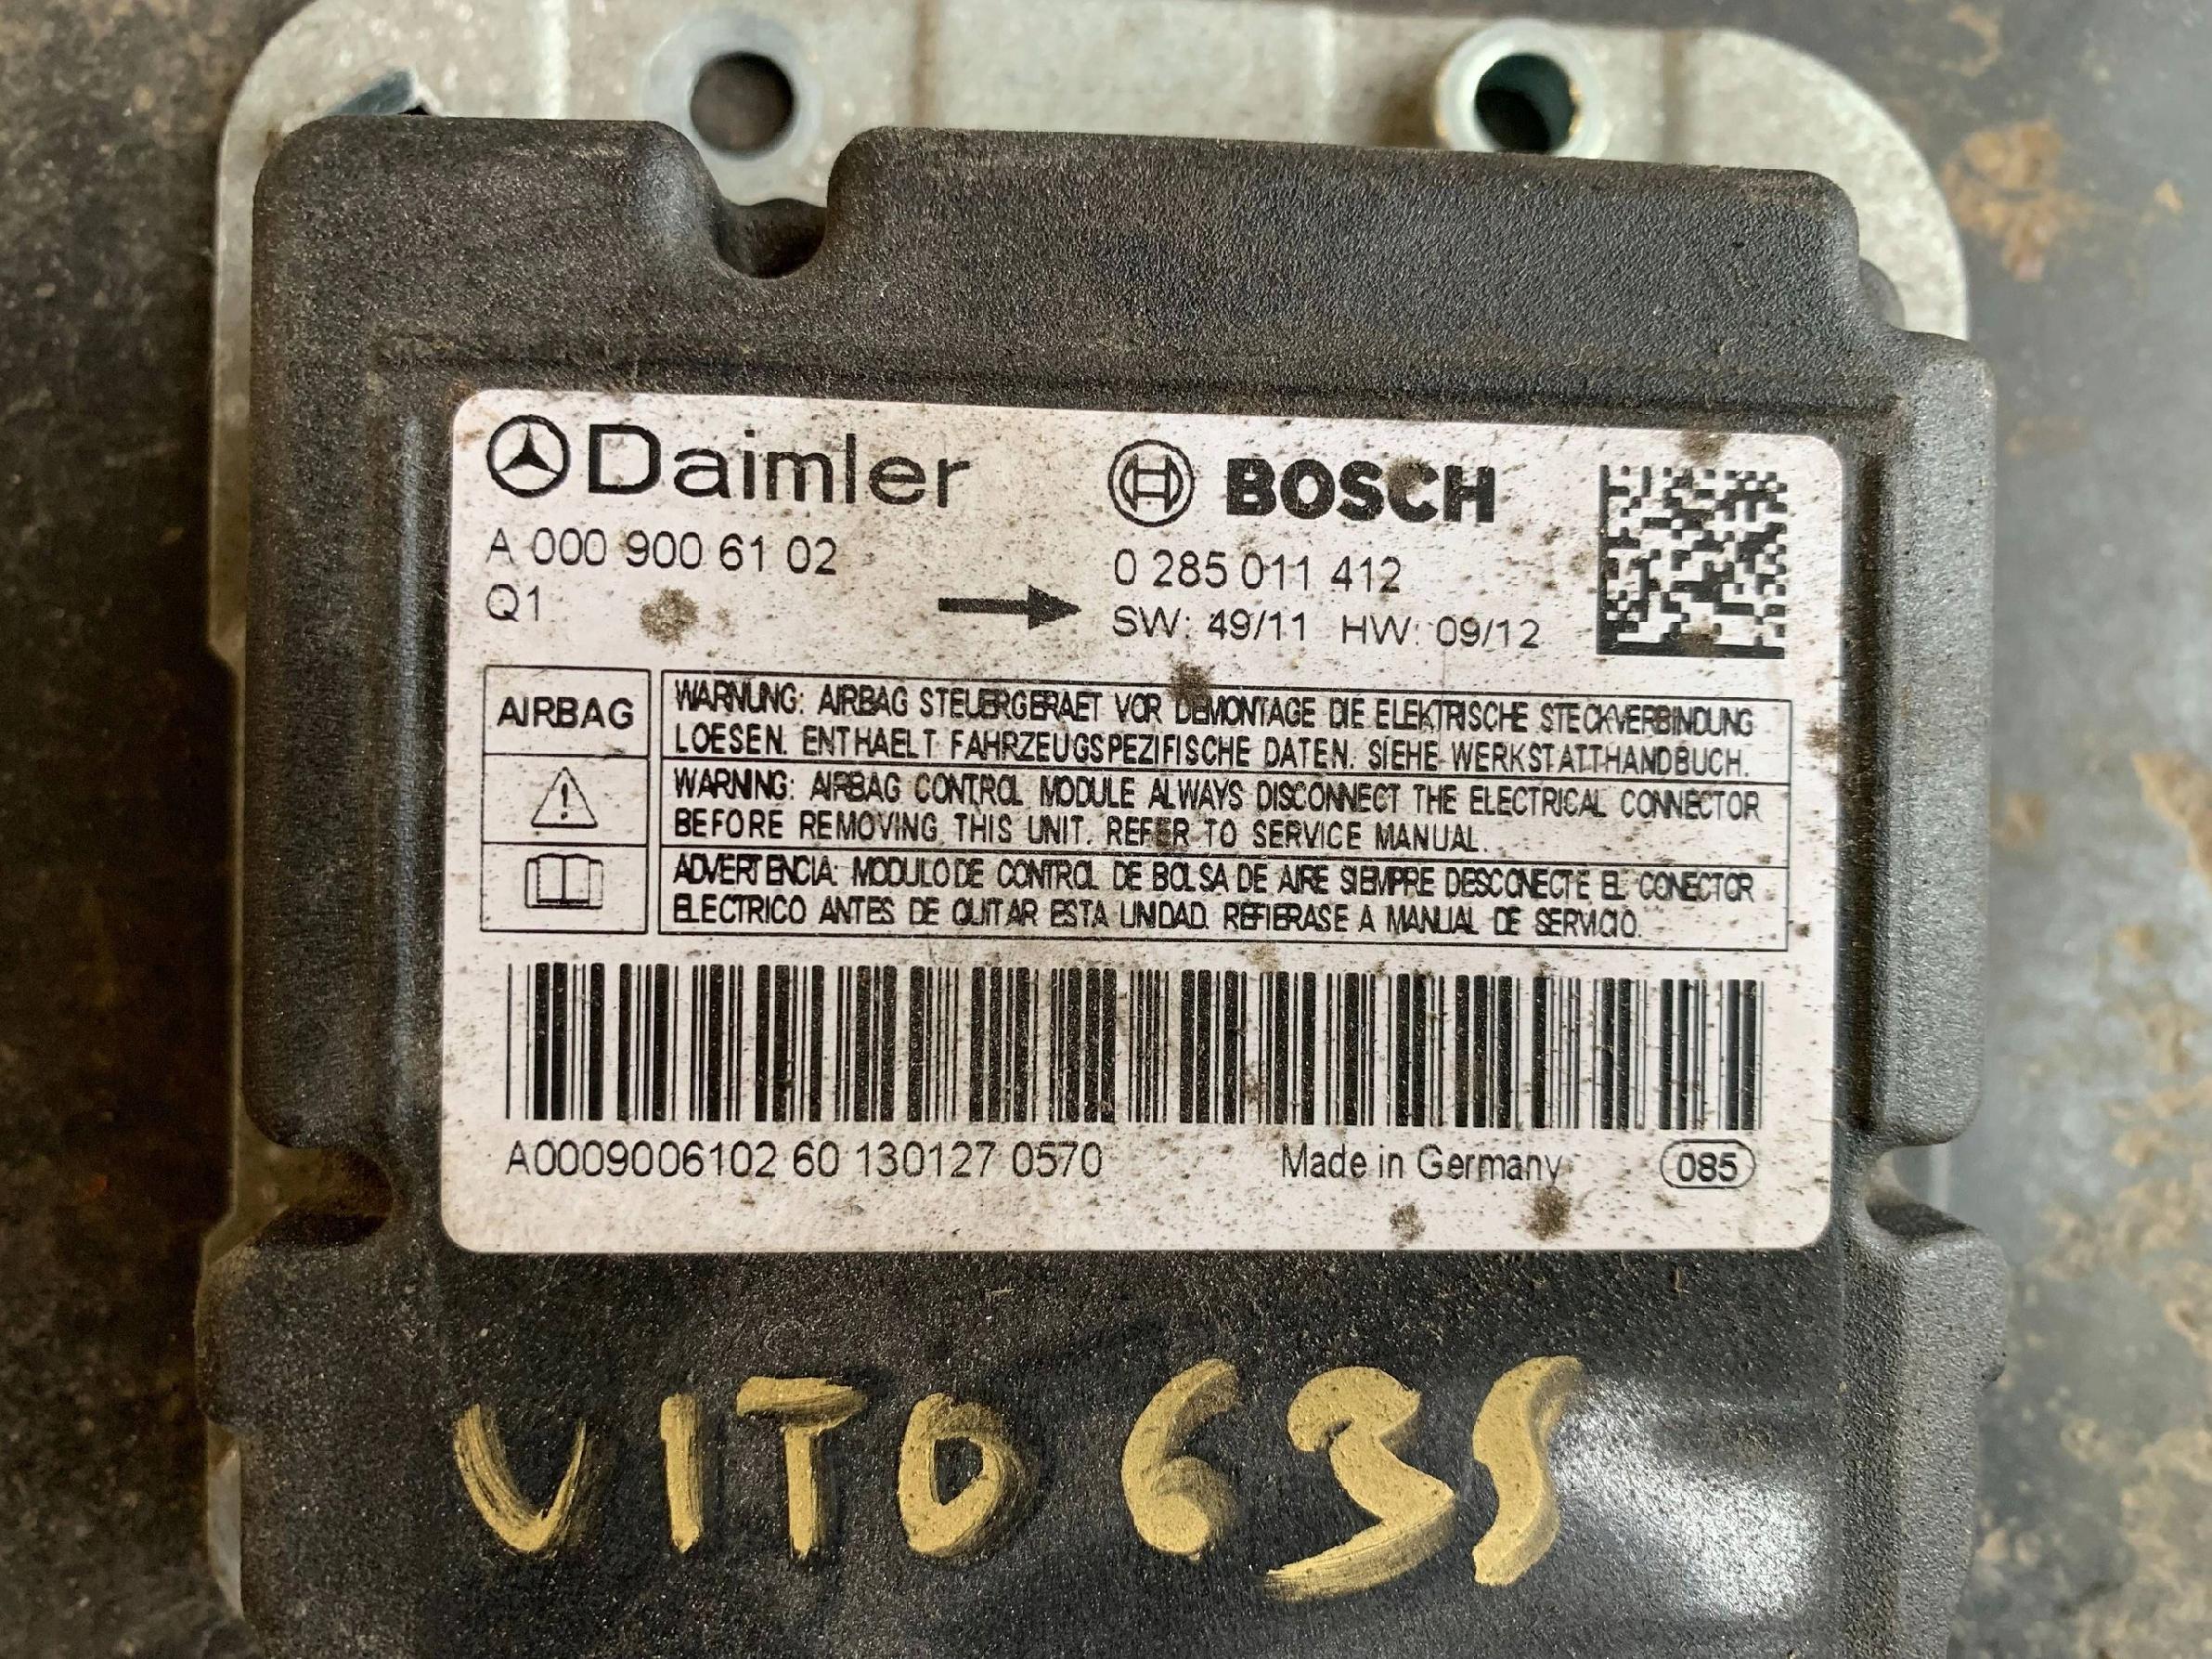 Daimler BOSCH
A 000 900 61 02 0 285 011 412
Q1 SW: 49/11 HW: 09/12
AIRBAG
WARNUNG: AIRBAG STEUERGERAET VOR DEMONTAGE DIE ELEKTRISCHE STECKVERBINDUNG
LOESEN. ENTHAELT FAHRZEUGSPEZIFISCHE DATEN. SIEHE WERKSTATTHANDBUCH.
WARNING: AIRBAG CONTROL MODULE ALWAYS DISCONNECT THE ELECTRICAL CONNECTOR
BEFORE REMOVING THIS UNIT. REFER TO SERVICE MANUAL.
ADVERTENCIA: MODULO DE CONTROL DE BOLSA DE AIRE SIEMPRE DESCONECTE EL CONECTOR
ELECTRICO ANTES DE QUITAR ESTA UNIDAD. REFIERASE A MANUAL DE SERVICIO.
A0009006102 60 130127 0570 Made in Germany 085
VITO 639